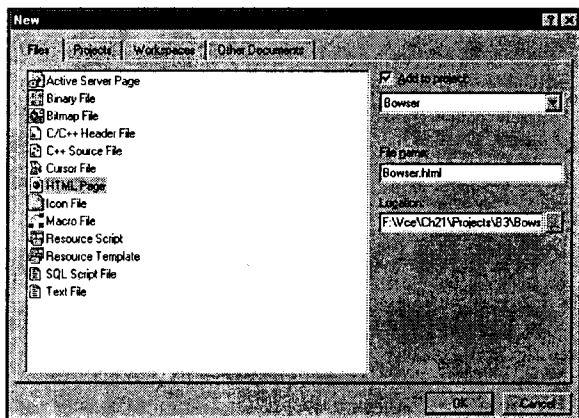 New
Files Projects Workspaces Other Documents
Active Server Page
Binary File
Bitmap File
C/C++ Header File
C++ Source File
Cursor File
HTML Page
Icon File
Macro File
Resource Script
Resource Template
SQL Script File
Text File
Add to project:
Bowser
File name:
Bowser.html
Location:
F:\Vce\Ch21\Projects\B3\Bows
...
OK Cancel